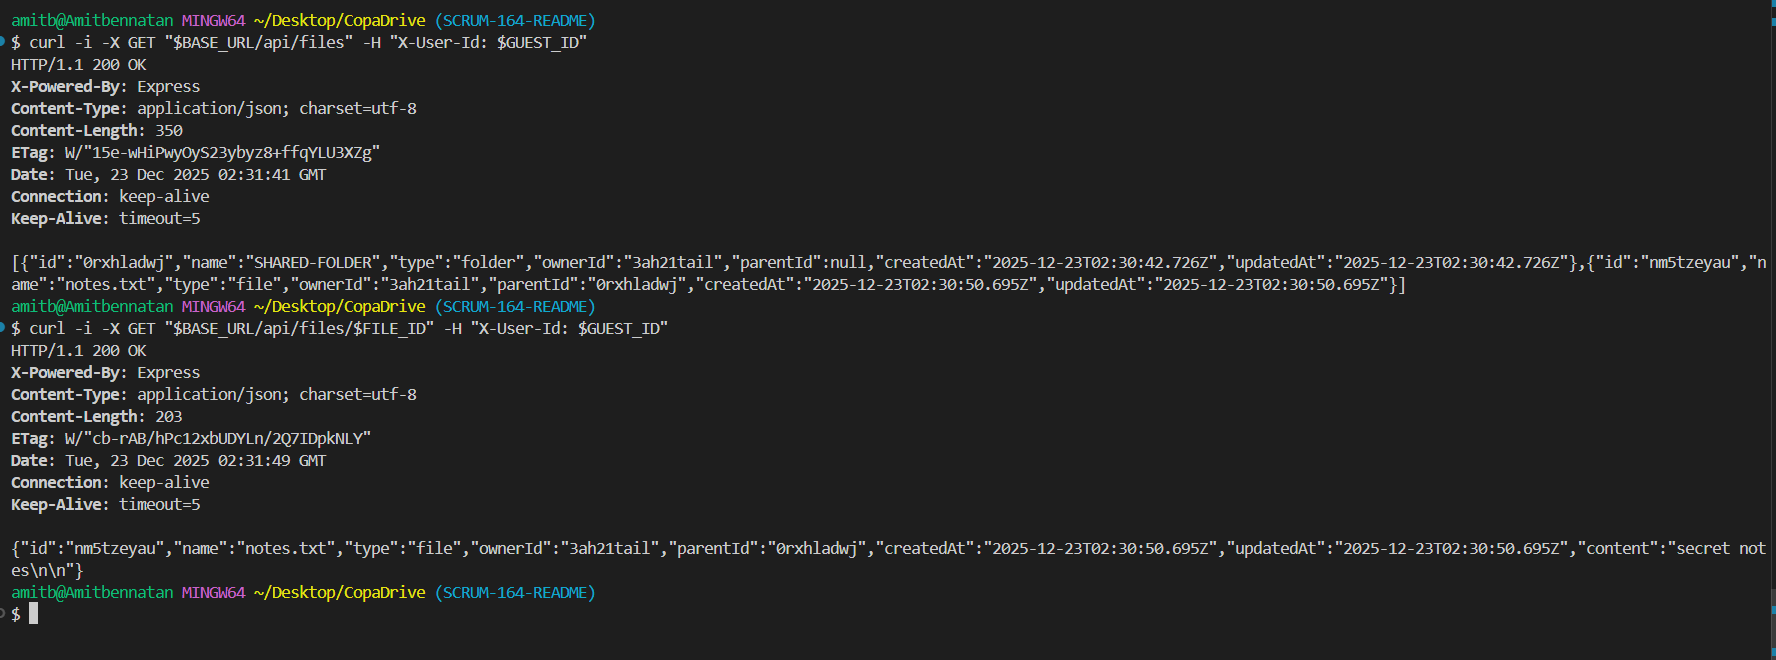 amitb@Amitbennatan MINGW64 ~/Desktop/CopaDrive (SCRUM-164-README)
$ curl -i -X GET "$BASE_URL/api/files" -H "X-User-Id: $GUEST_ID"
HTTP/1.1 200 OK
X-Powered-By: Express
Content-Type: application/json; charset=utf-8
Content-Length: 350
ETag: W/"15e-wHiPwyOyS23ybyz8+ffqYLU3XZg"
Date: Tue, 23 Dec 2025 02:31:41 GMT
Connection: keep-alive
Keep-Alive: timeout=5
[{"id":"0rxhladwj","name":"SHARED-FOLDER","type":"folder","ownerId":"3ah21tail","parentId":null,"createdAt":"2025-12-23T02:30:42.726Z","updatedAt":"2025-12-23T02:30:42.726Z"},{"id":"nm5tzeyau","n
ame":"notes.txt","type":"file","ownerId":"3ah21tail","parentId":"0rxhladwj","createdAt":"2025-12-23T02:30:50.695Z","updatedAt":"2025-12-23T02:30:50.695Z"}]
amitb@Amitbennatan MINGW64 ~/Desktop/CopaDrive (SCRUM-164-README)
$ curl -i -X GET "$BASE_URL/api/files/$FILE_ID" -H "X-User-Id: $GUEST_ID"
HTTP/1.1 200 OK
X-Powered-By: Express
Content-Type: application/json; charset=utf-8
Content-Length: 203
ETag: W/"cb-rAB/hPc12xbUDYLn/2Q7IDpkNLY"
Date: Tue, 23 Dec 2025 02:31:49 GMT
Connection: keep-alive
Keep-Alive: timeout=5
{"id":"nm5tzeyau","name":"notes.txt","type":"file","ownerId":"3ah21tail","parentId":"0rxhladwj","createdAt":"2025-12-23T02:30:50.695Z","updatedAt":"2025-12-23T02:30:50.695Z","content":"secret not
es\n\n"}
amitb@Amitbennatan MINGW64 ~/Desktop/CopaDrive (SCRUM-164-README)
$